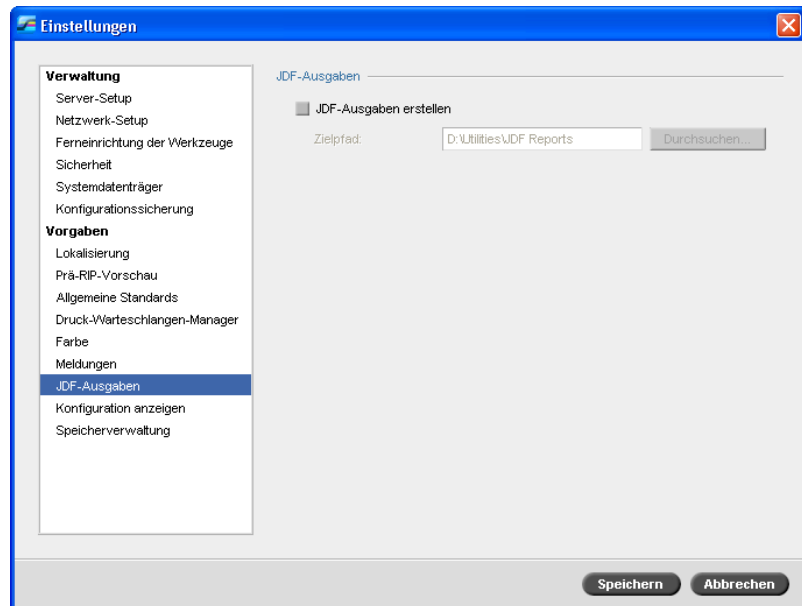 Einstellungen
Verwaltung
Server-Setup
Netzwerk-Setup
Ferneinrichtung der Werkzeuge
Sicherheit
Systemdatenträger
Konfigurationssicherung
Vorgaben
Lokalisierung
Prä-RIP-Vorschau
Allgemeine Standards
Druck-Warteschlangen-Manager
Farbe
Meldungen
JDF-Ausgaben
Konfiguration anzeigen
Speicherverwaltung
JDF-Ausgaben
JDF-Ausgaben erstellen
Zielpfad: D:\Utilities\JDF Reports Durchsuchen...
Speichern Abbrechen